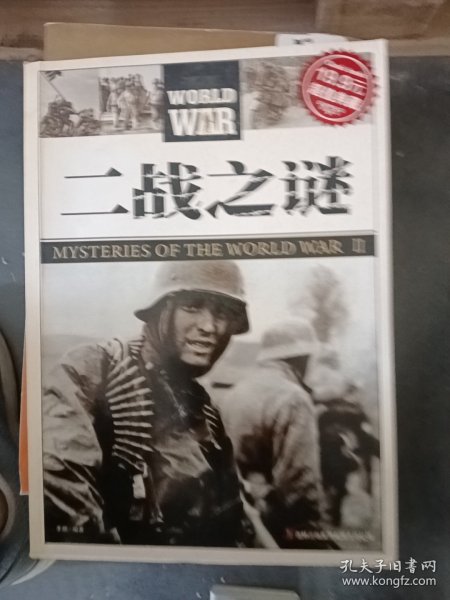 WORLD
WAR
二战之谜
MYSTERIES OF THE WORLD WAR II
孔夫子旧书网
www.kongfz.com